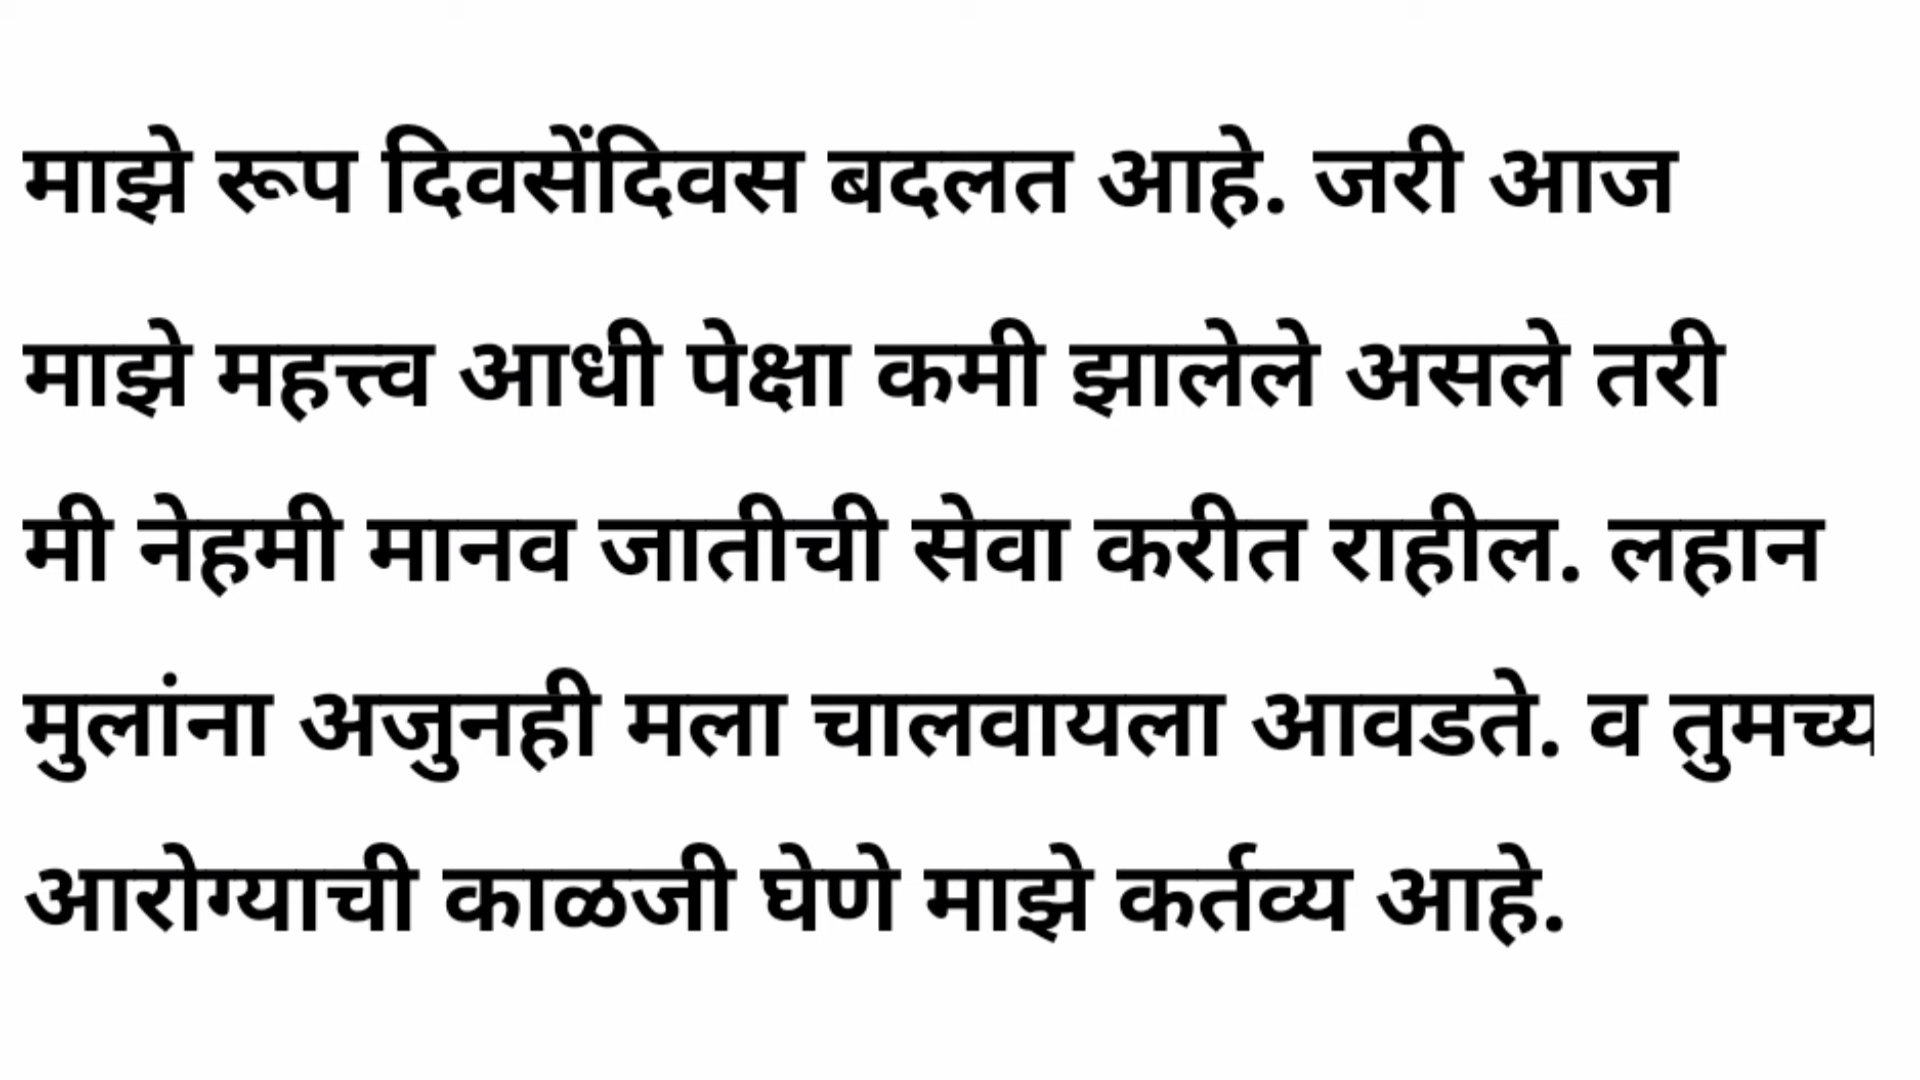 माझे रूप दिवसेंदिवस बदलत आहे. जरी आज
माझे महत्त्व आधी पेक्षा कमी झालेले असले तरी
मी नेहमी मानव जातीची सेवा करीत राहील. लहान
मुलांना अजुनही मला चालवायला आवडते. व तुमच्य
आरोग्याची काळजी घेणे माझे कर्तव्य आहे.